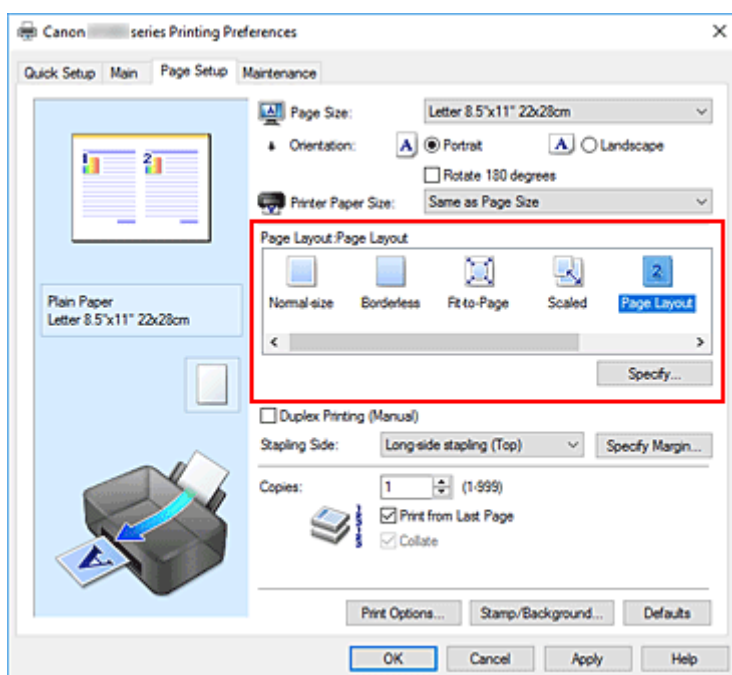 Canon series Printing Preferences
Quick Setup Main Page Setup Maintenance
1 2
Page Size: Letter 8.5"x11" 22x28cm
Orientation: A Portrait A Landscape
Rotate 180 degrees
Printer Paper Size: Same as Page Size
Page Layout:Page Layout
2
Normal-size Borderless Fit-to-Page Scaled Page Layout
Specify...
Plain Paper
Letter 8.5"x11" 22x28cm
Duplex Printing (Manual)
Stapling Side: Long-side stapling (Top) Specify Margin...
Copies: 1 (1-999)
Print from Last Page
Collate
A
Print Options... Stamp/Background... Defaults
OK Cancel Apply Help